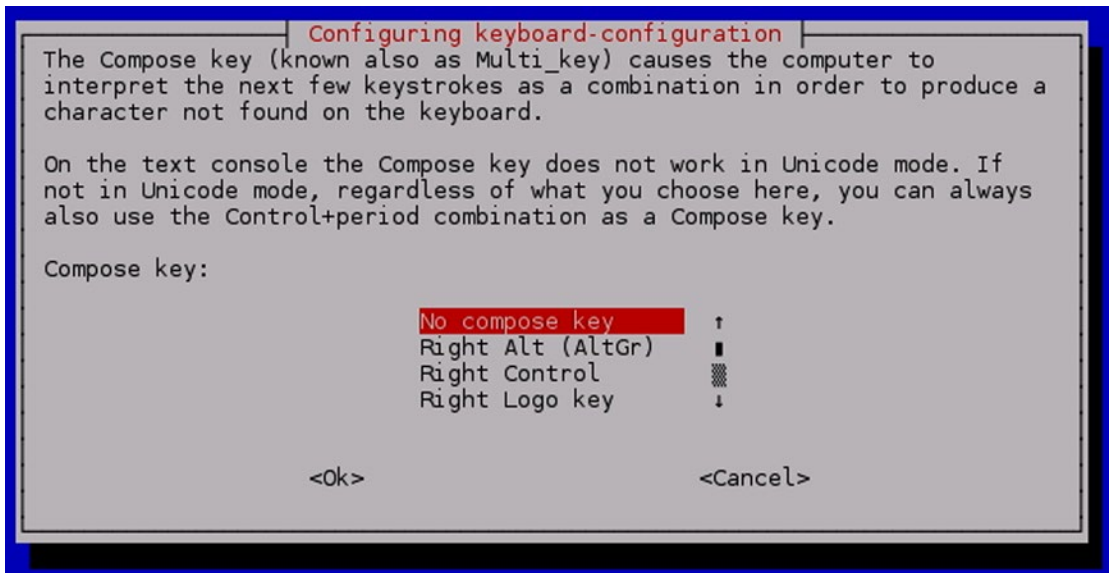 Configuring keyboard-configuration
The Compose key (known also as Multi_key) causes the computer to
interpret the next few keystrokes as a combination in order to produce a
character not found on the keyboard.
On the text console the Compose key does not work in Unicode mode. If
not in Unicode mode, regardless of what you choose here, you can always
also use the Control+period combination as a Compose key.
Compose key:
No compose key ↑
Right Alt (AltGr)
Right Control
Right Logo key ↓
<Ok> <Cancel>